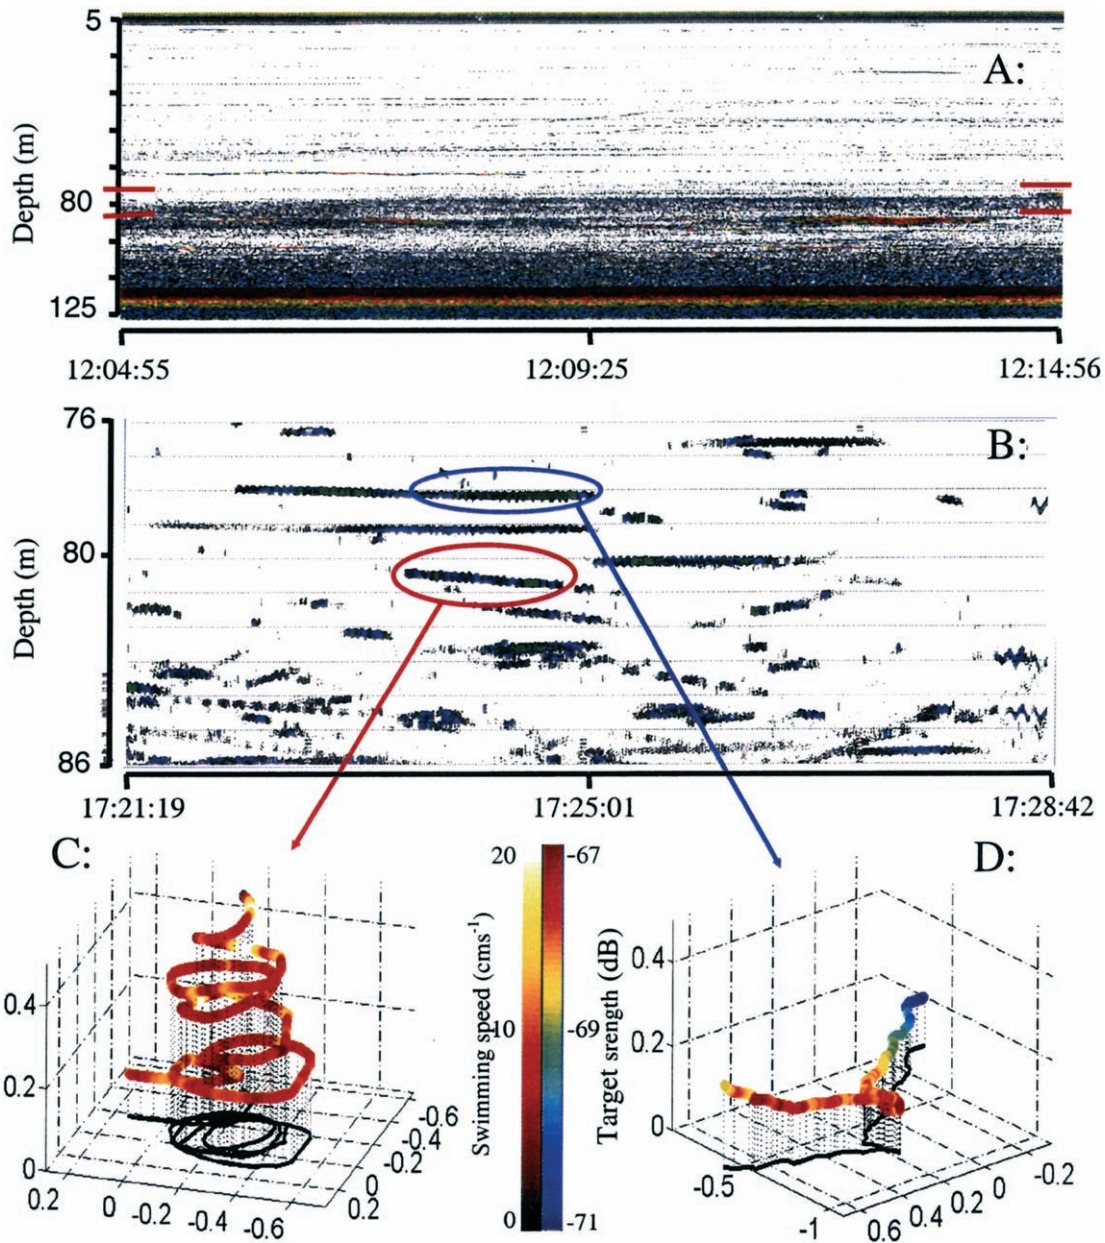 5
A:
Depth (m)
80
125
12:04:55 12:09:25 12:14:56
76
B:
Depth (m)
80
86
17:21:19 17:25:01 17:28:42
C:
D:
20 -67
Swimming speed (cms⁻¹)
10 -69
Target srength (dB)
0 -71
0.4
0.2
0
0.2 0 -0.2 -0.4 -0.6
-0.6
-0.4
-0.2
0
0.2
0.4
0.2
0
-0.5
-1
0.6 0.4 0.2 0 -0.2